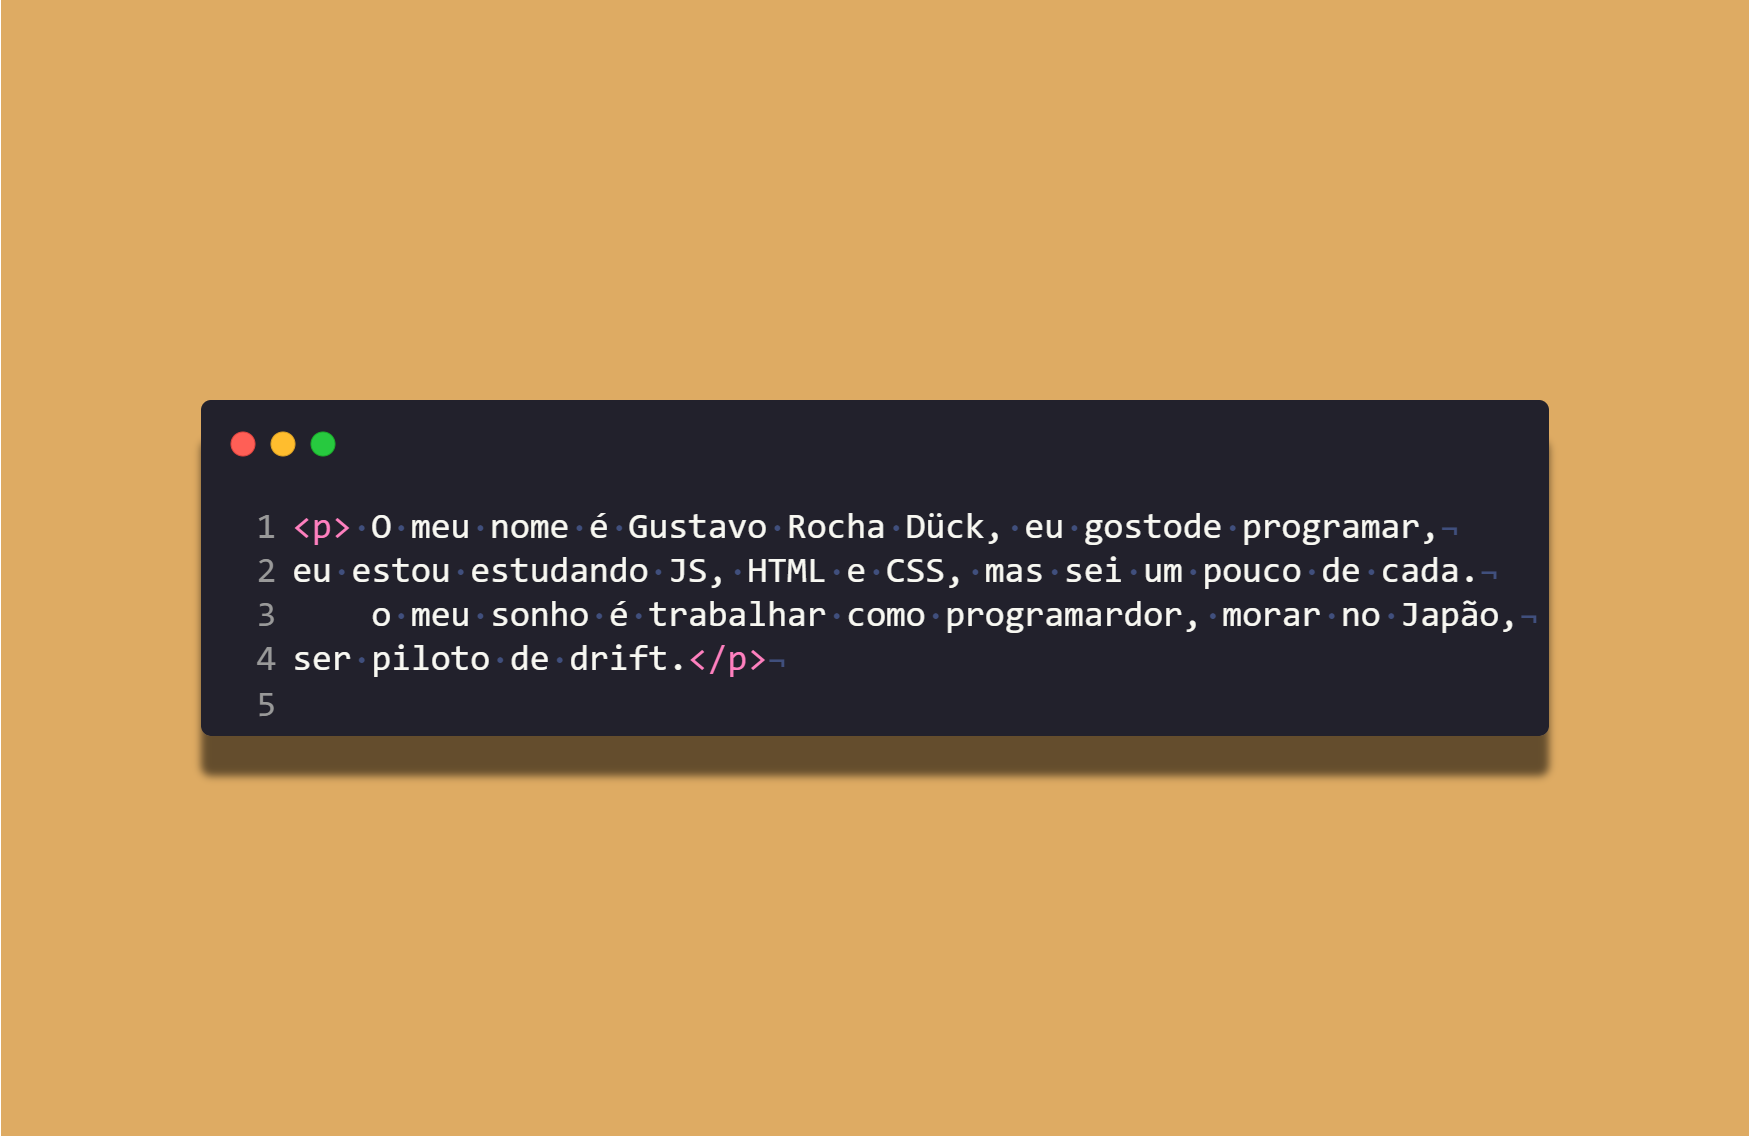 1 <p> O meu nome é Gustavo Rocha Dück, eu gostode programar,
2 eu estou estudando JS, HTML e CSS, mas sei um pouco de cada.
3     o meu sonho é trabalhar como programardor, morar no Japão,
4 ser piloto de drift.</p>
5